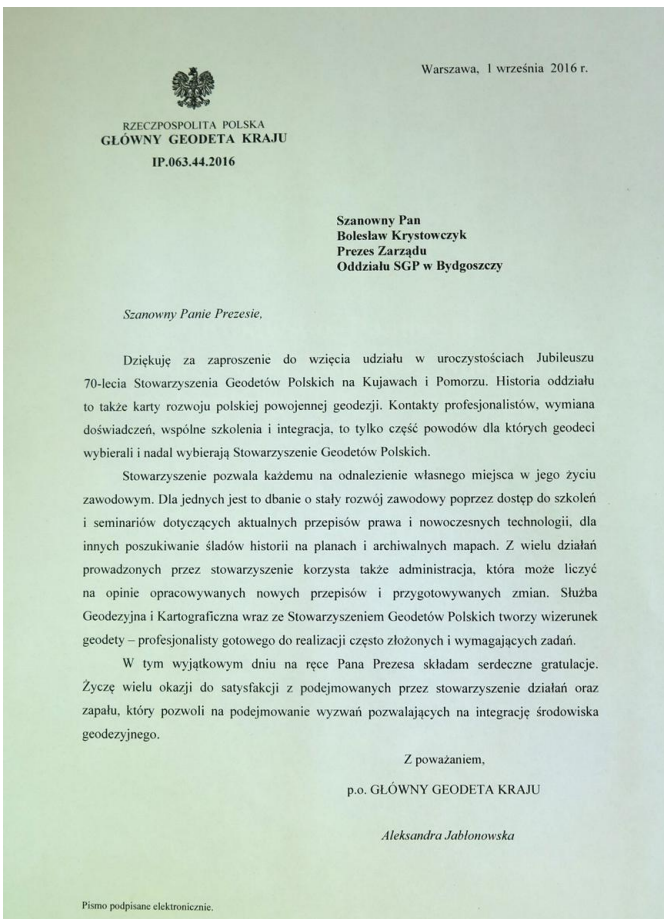 Warszawa, 1 września 2016 r.
RZECZPOSPOLITA POLSKA
GŁÓWNY GEODETA KRAJU
IP.063.44.2016
Szanowny Pan
Bolesław Krystowczyk
Prezes Zarządu
Oddziału SGP w Bydgoszczy
Szanowny Panie Prezesie,
Dziękuję za zaproszenie do wzięcia udziału w uroczystościach Jubileuszu
70-lecia Stowarzyszenia Geodetów Polskich na Kujawach i Pomorzu. Historia oddziału
to także karty rozwoju polskiej powojennej geodezji. Kontakty profesjonalistów, wymiana
doświadczeń, wspólne szkolenia i integracja, to tylko część powodów dla których geodeci
wybierali i nadal wybierają Stowarzyszenie Geodetów Polskich.
Stowarzyszenie pozwala każdemu na odnalezienie własnego miejsca w jego życiu
zawodowym. Dla jednych jest to dbanie o stały rozwój zawodowy poprzez dostęp do szkoleń
i seminariów dotyczących aktualnych przepisów prawa i nowoczesnych technologii, dla
innych poszukiwanie śladów historii na planach i archiwalnych mapach. Z wielu działań
prowadzonych przez stowarzyszenie korzysta także administracja, która może liczyć
na opinie opracowywanych nowych przepisów i przygotowywanych zmian. Służba
Geodezyjna i Kartograficzna wraz ze Stowarzyszeniem Geodetów Polskich tworzy wizerunek
geodety – profesjonalisty gotowego do realizacji często złożonych i wymagających zadań.
W tym wyjątkowym dniu na ręce Pana Prezesa składam serdeczne gratulacje.
Życzę wielu okazji do satysfakcji z podejmowanych przez stowarzyszenie działań oraz
zapału, który pozwoli na podejmowanie wyzwań pozwalających na integrację środowiska
geodezyjnego.
Z poważaniem,
p.o. GŁÓWNY GEODETA KRAJU
Aleksandra Jabłonowska
Pismo podpisane elektronicznie.